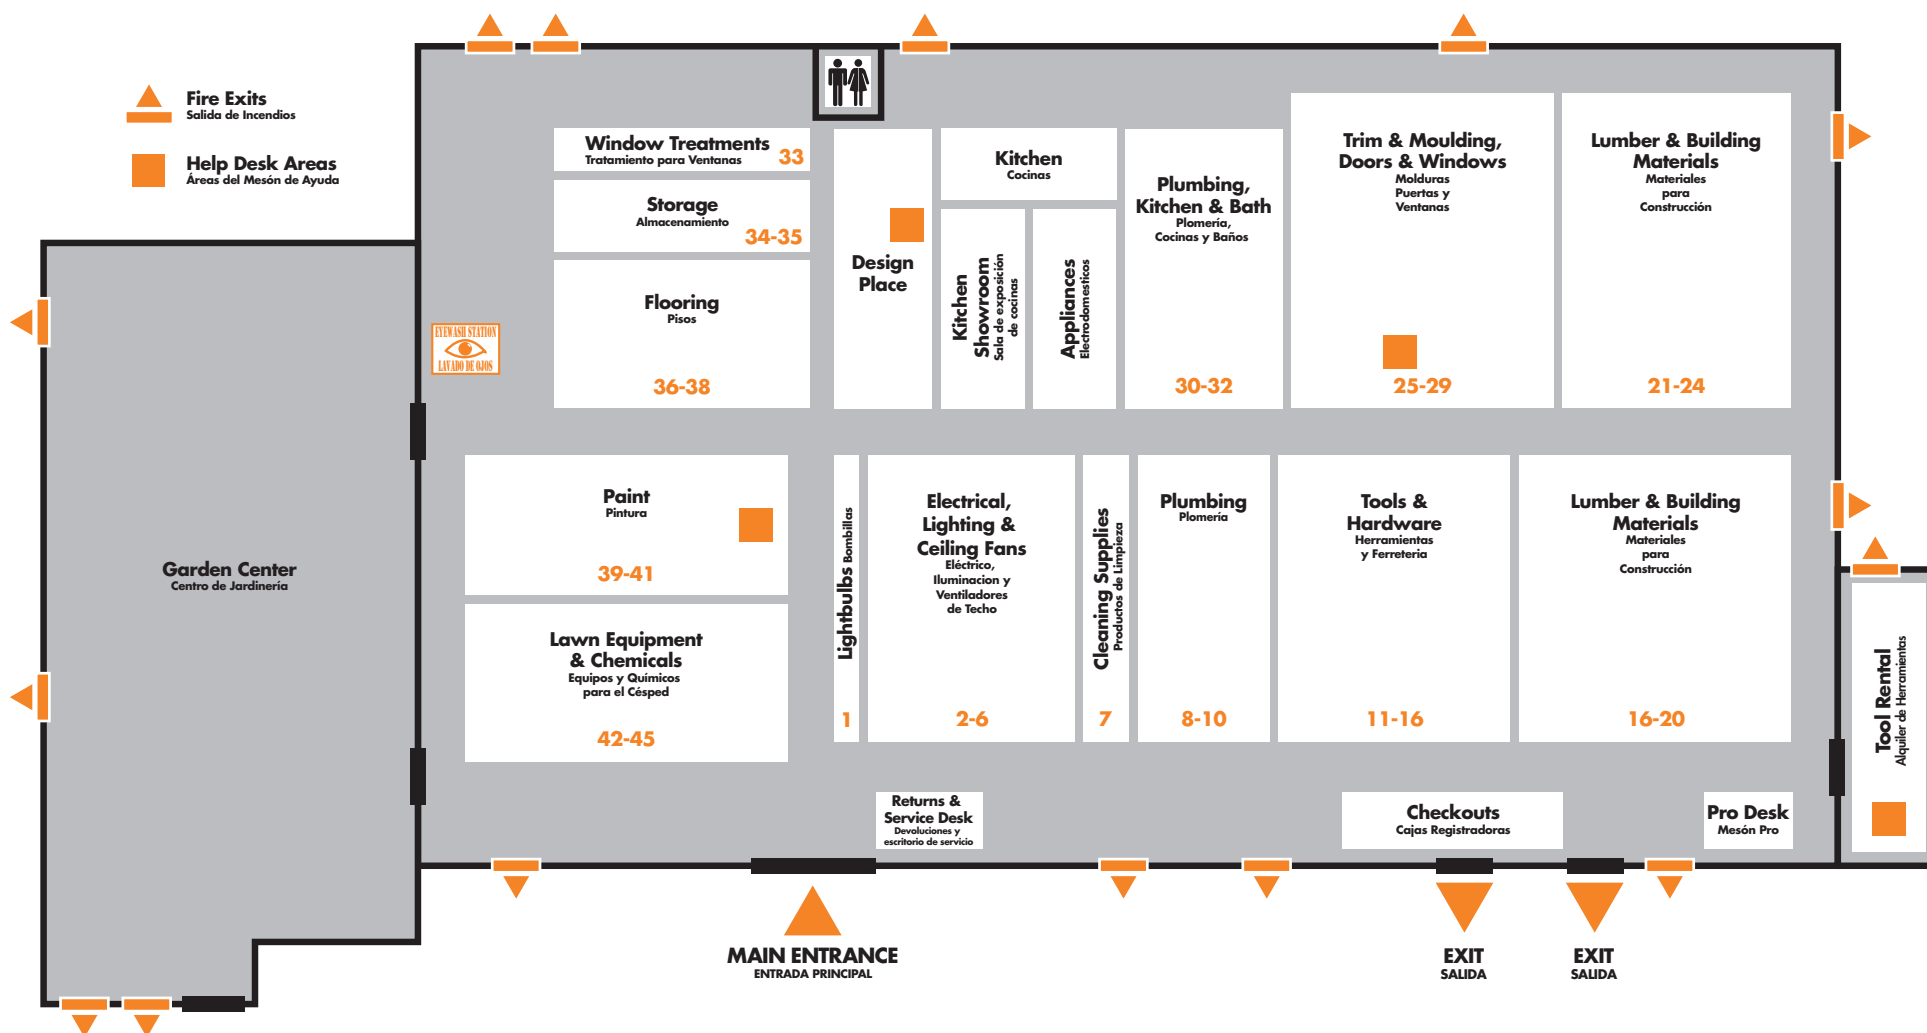 Fire Exits
Salida de Incendios
Help Desk Areas
Áreas del Mesón de Ayuda
Window Treatments
Tratamiento para Ventanas
33
Storage
Almacenamiento
34-35
Flooring
Pisos
36-38
EYEWASH STATION
LAVADO DE OJOS
Design
Place
Kitchen
Cocinas
Kitchen
Showroom
Sala de exposición
de cocinas
Appliances
Electrodomesticos
Plumbing,
Kitchen & Bath
Plomería,
Cocinas y Baños
30-32
Trim & Moulding,
Doors & Windows
Molduras
Puertas y
Ventanas
25-29
Lumber & Building
Materials
Materiales
para
Construcción
21-24
Garden Center
Centro de Jardinería
Paint
Pintura
39-41
Lawn Equipment
& Chemicals
Equipos y Químicos
para el Césped
42-45
Lightbulbs Bombillas
1
Electrical,
Lighting &
Ceiling Fans
Eléctrico,
Iluminacion y
Ventiladores
de Techo
2-6
Cleaning Supplies
Productos de Limpieza
7
Plumbing
Plomería
8-10
Tools &
Hardware
Herramientas
y Ferreteria
11-16
Lumber & Building
Materials
Materiales
para
Construcción
16-20
Tool Rental
Alquiler de Herramientas
Returns &
Service Desk
Devoluciones y
escritorio de servicio
Checkouts
Cajas Registradoras
Pro Desk
Mesón Pro
MAIN ENTRANCE
ENTRADA PRINCIPAL
EXIT
SALIDA
EXIT
SALIDA